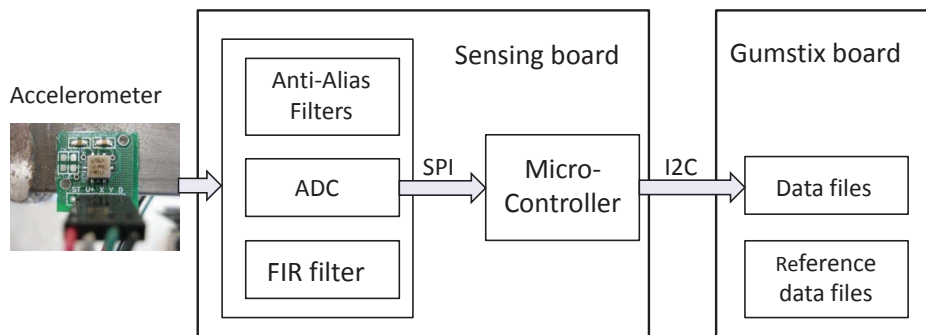 Accelerometer
ST V+ X Y G
Sensing board
Anti-Alias
Filters
ADC
FIR filter
SPI
Micro-
Controller
I2C
Gumstix board
Data files
Reference
data files